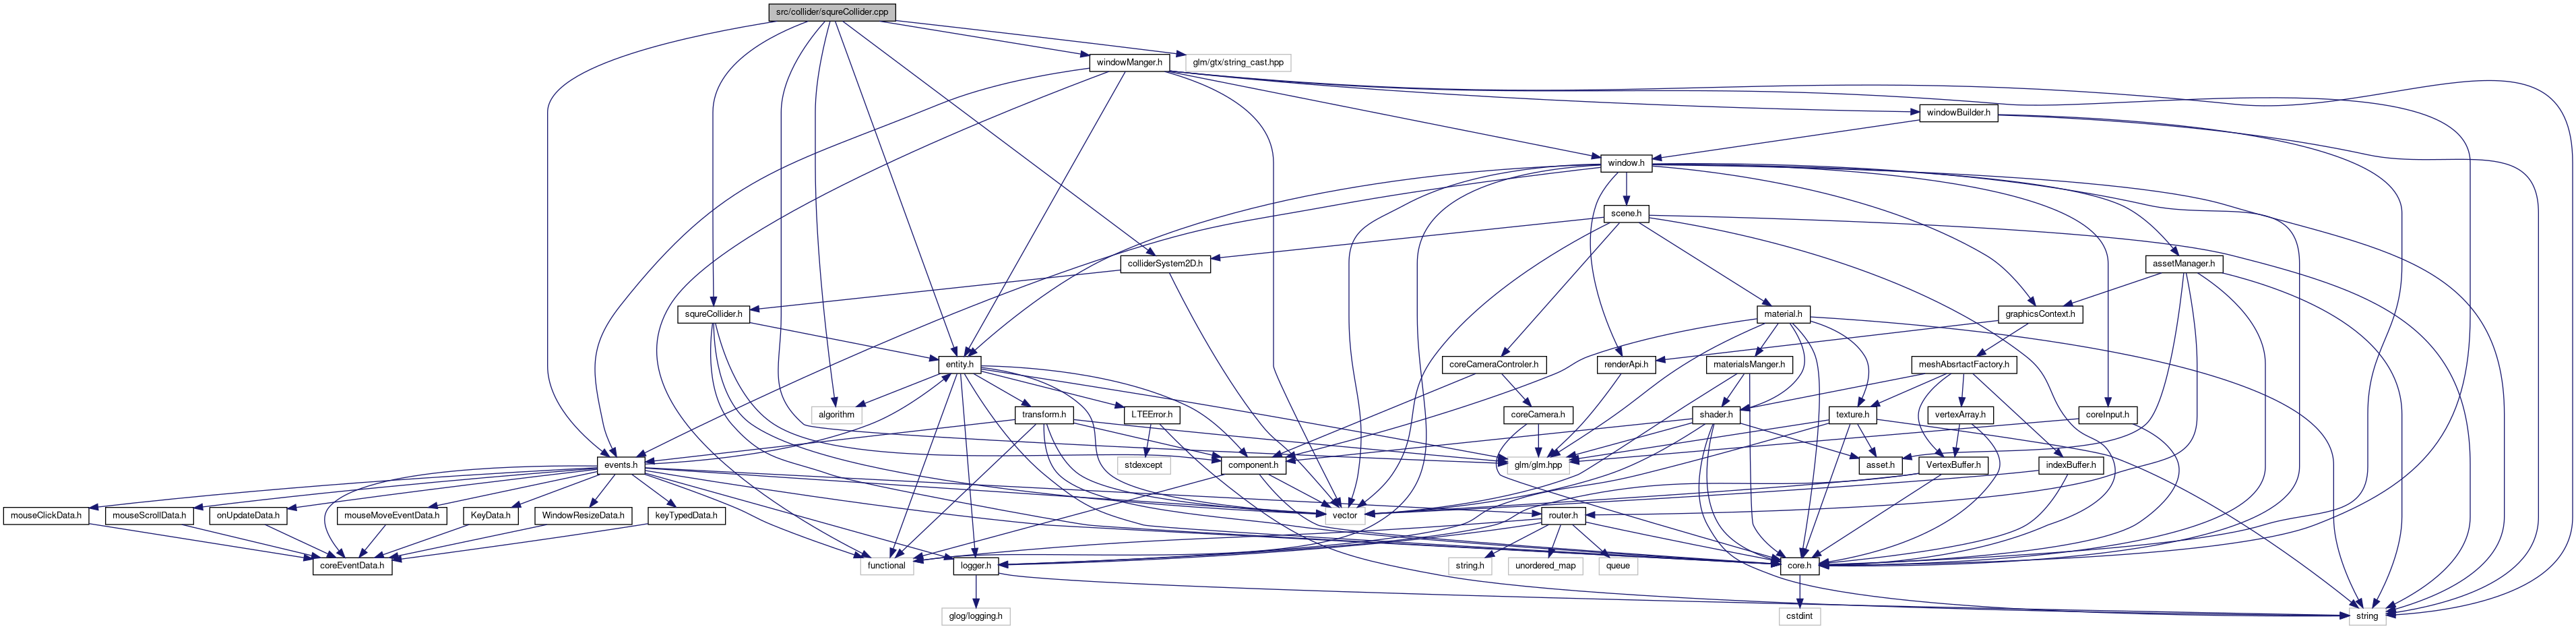 src/collider/squreCollider.cpp
windowManger.h
glm/gtx/string_cast.hpp
windowBuilder.h
window.h
scene.h
colliderSystem2D.h
assetManager.h
squreCollider.h
material.h
graphicsContext.h
entity.h
coreCameraControler.h
renderApi.h
materialsManger.h
meshAbsrtactFactory.h
algorithm
transform.h
LTEError.h
coreCamera.h
shader.h
texture.h
vertexArray.h
coreInput.h
events.h
stdexcept
component.h
glm/glm.hpp
asset.h
VertexBuffer.h
indexBuffer.h
mouseClickData.h
mouseScrollData.h
onUpdateData.h
mouseMoveEventData.h
KeyData.h
WindowResizeData.h
keyTypedData.h
vector
router.h
coreEventData.h
functional
logger.h
string.h
unordered_map
queue
core.h
glog/logging.h
cstdint
string